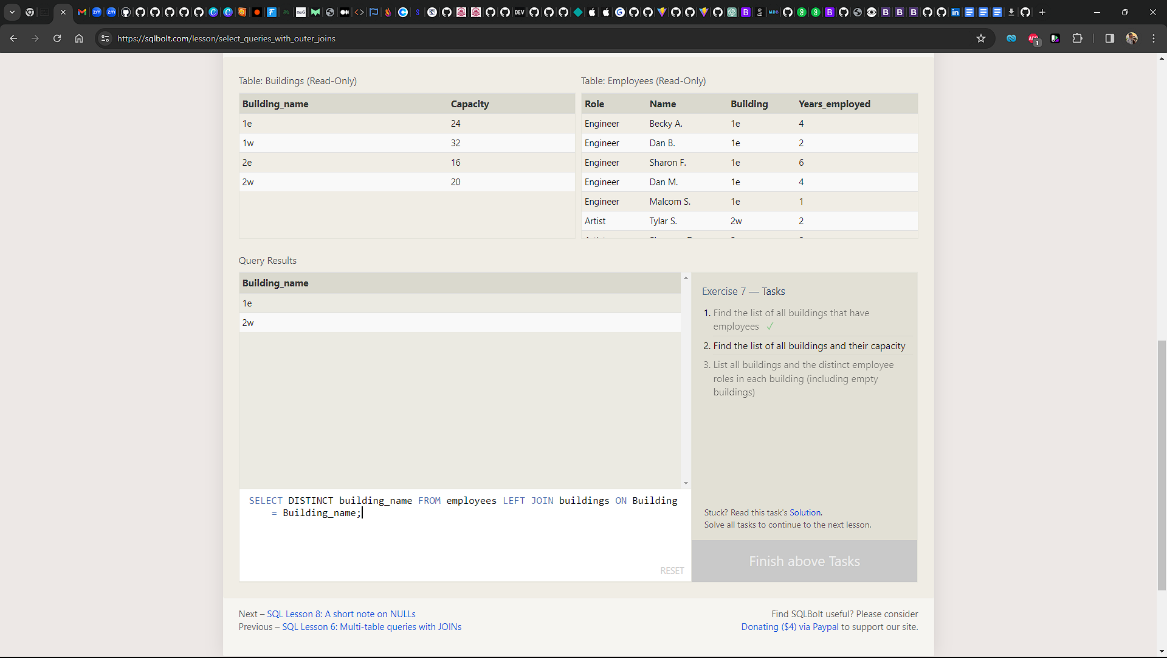 https://sqlbolt.com/lesson/select_queries_with_outer_joins
Table: Buildings (Read-Only)
Building_name Capacity
1e 24
1w 32
2e 16
2w 20
Table: Employees (Read-Only)
Role Name Building Years_employed
Engineer Becky A. 1e 4
Engineer Dan B. 1e 2
Engineer Sharon F. 1e 6
Engineer Dan M. 1e 4
Engineer Malcom S. 1e 1
Artist Tylar S. 2w 2
Query Results
Building_name
1e
2w
Exercise 7 — Tasks
1. Find the list of all buildings that have
employees ✓
2. Find the list of all buildings and their capacity
3. List all buildings and the distinct employee
roles in each building (including empty
buildings)
SELECT DISTINCT building_name FROM employees LEFT JOIN buildings ON Building
= Building_name;
RESET
Stuck? Read this task's Solution.
Solve all tasks to continue to the next lesson.
Finish above Tasks
Next – SQL Lesson 8: A short note on NULLs
Previous – SQL Lesson 6: Multi-table queries with JOINs
Find SQLBolt useful? Please consider
Donating ($4) via Paypal to support our site.